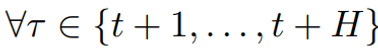 ∀τ ∈ {t + 1, . . . , t + H}